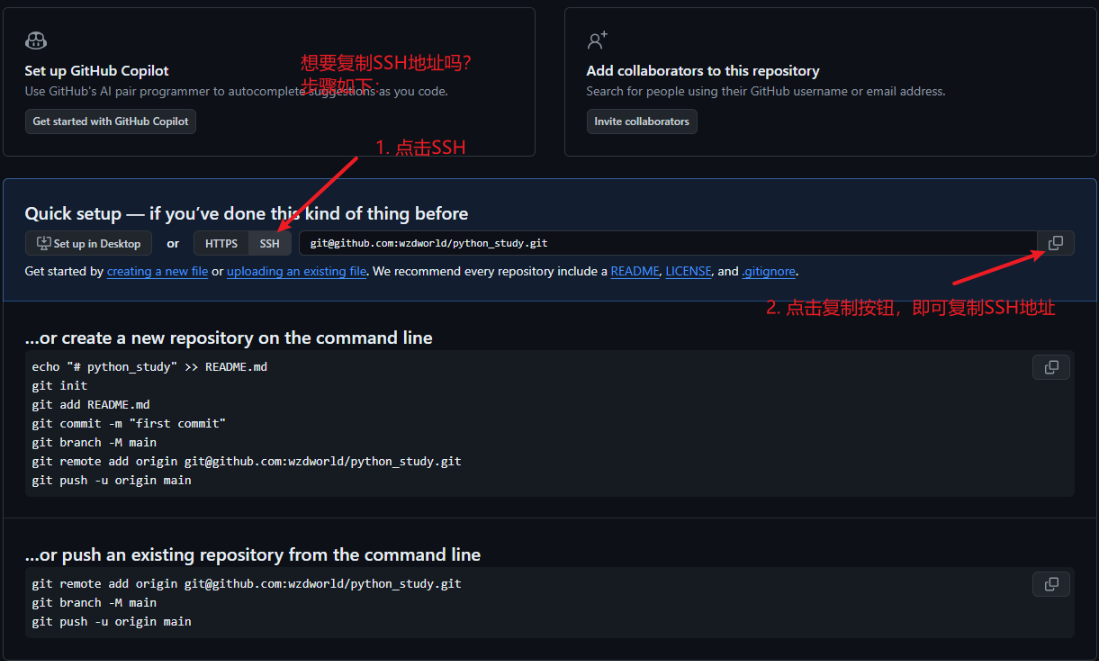 Set up GitHub Copilot
Use GitHub's AI pair programmer to autocomplete suggestions as you code.
Get started with GitHub Copilot
想要复制SSH地址吗？
步骤如下：
Add collaborators to this repository
Search for people using their GitHub username or email address.
Invite collaborators
1. 点击SSH
Quick setup — if you've done this kind of thing before
Set up in Desktop or HTTPS SSH git@github.com:wzdworld/python_study.git
Get started by creating a new file or uploading an existing file. We recommend every repository include a README, LICENSE, and .gitignore.
2. 点击复制按钮，即可复制SSH地址
…or create a new repository on the command line
echo "# python_study" >> README.md
git init
git add README.md
git commit -m "first commit"
git branch -M main
git remote add origin git@github.com:wzdworld/python_study.git
git push -u origin main
…or push an existing repository from the command line
git remote add origin git@github.com:wzdworld/python_study.git
git branch -M main
git push -u origin main